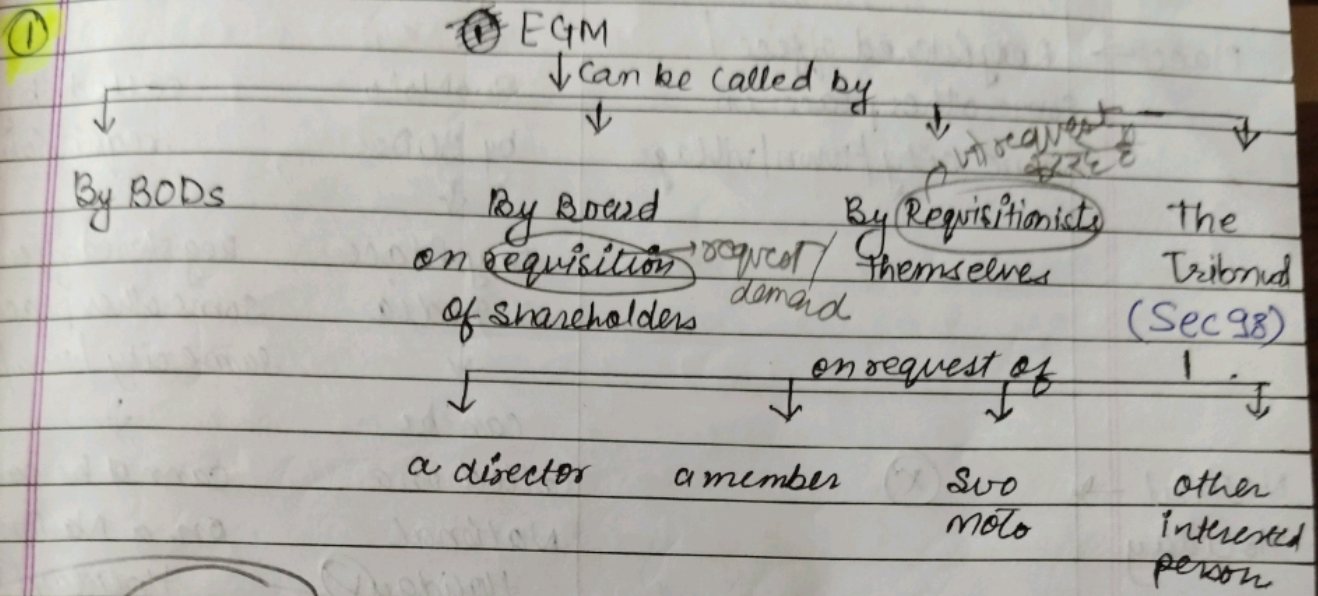 ① EGM
can be called by
By BODs
By Board
on requisition
of shareholders
request /
demand
By Requisitionists
themselves
request
The
Tribunal
(Sec 98)
on request of
a director
a member
Suo
moto
other
interested
person